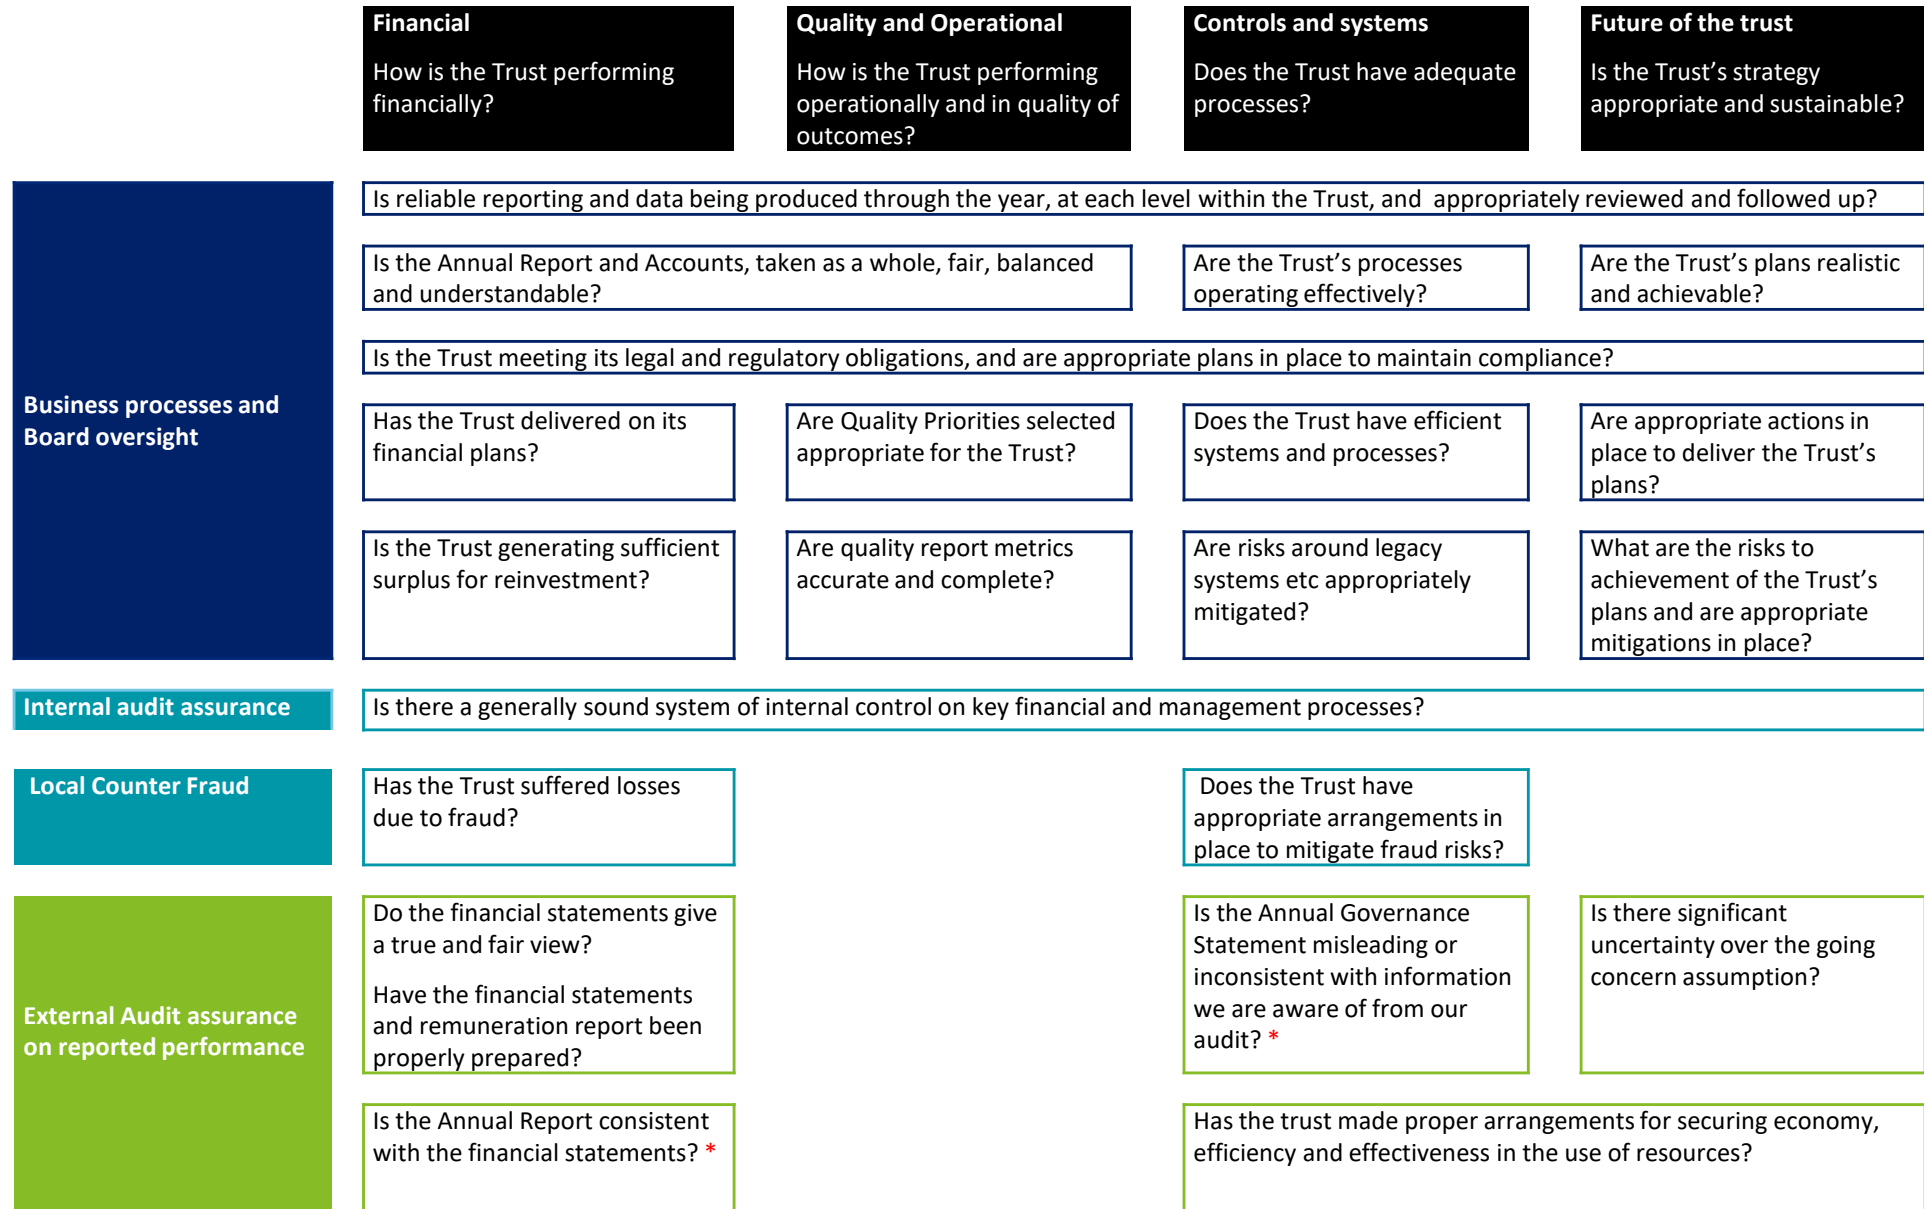 Financial
How is the Trust performing
financially?
Quality and Operational
How is the Trust performing
operationally and in quality of
outcomes?
Controls and systems
Does the Trust have adequate
processes?
Future of the trust
Is the Trust’s strategy
appropriate and sustainable?
Business processes and
Board oversight
Is reliable reporting and data being produced through the year, at each level within the Trust, and appropriately reviewed and followed up?
Is the Annual Report and Accounts, taken as a whole, fair, balanced
and understandable?
Are the Trust’s processes
operating effectively?
Are the Trust’s plans realistic
and achievable?
Is the Trust meeting its legal and regulatory obligations, and are appropriate plans in place to maintain compliance?
Has the Trust delivered on its
financial plans?
Are Quality Priorities selected
appropriate for the Trust?
Does the Trust have efficient
systems and processes?
Are appropriate actions in
place to deliver the Trust’s
plans?
Is the Trust generating sufficient
surplus for reinvestment?
Are quality report metrics
accurate and complete?
Are risks around legacy
systems etc appropriately
mitigated?
What are the risks to
achievement of the Trust’s
plans and are appropriate
mitigations in place?
Internal audit assurance
Is there a generally sound system of internal control on key financial and management processes?
Local Counter Fraud
Has the Trust suffered losses
due to fraud?
Does the Trust have
appropriate arrangements in
place to mitigate fraud risks?
External Audit assurance
on reported performance
Do the financial statements give
a true and fair view?
Have the financial statements
and remuneration report been
properly prepared?
Is the Annual Governance
Statement misleading or
inconsistent with information
we are aware of from our
audit? *
Is there significant
uncertainty over the going
concern assumption?
Is the Annual Report consistent
with the financial statements? *
Has the trust made proper arrangements for securing economy,
efficiency and effectiveness in the use of resources?